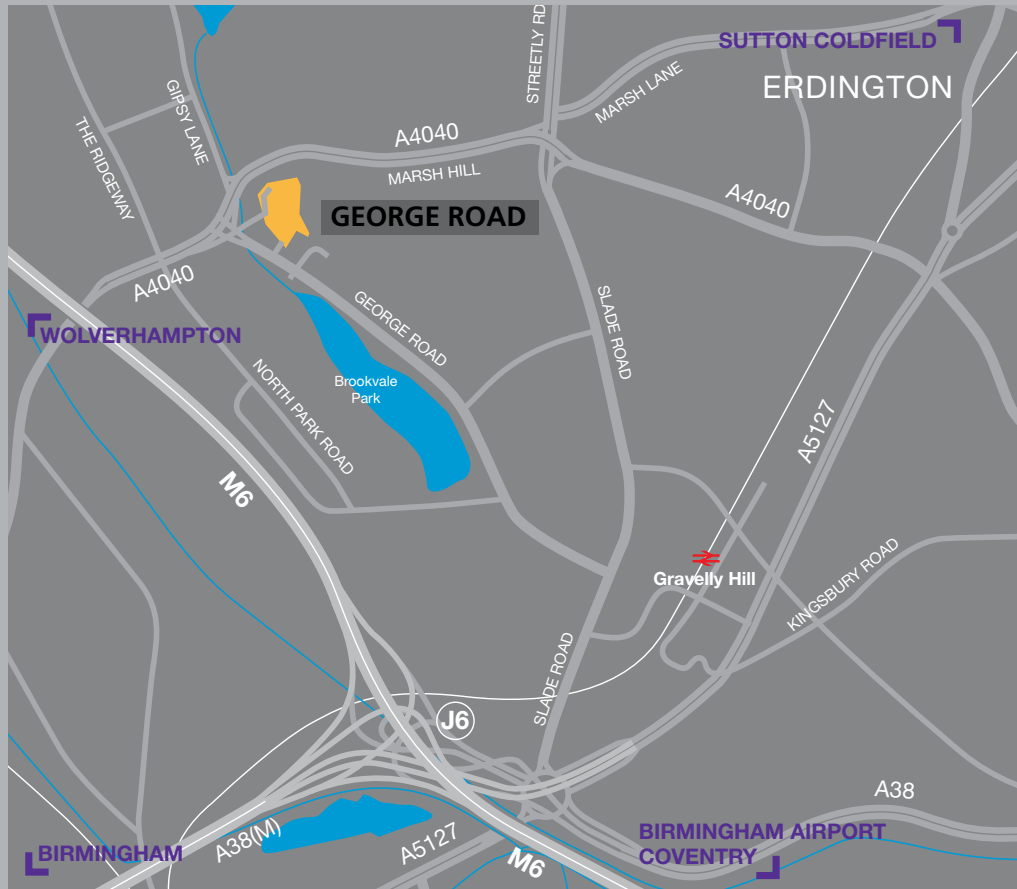 STREETLY RD
SUTTON COLDFIELD
ERDINGTON
MARSH LANE
GIPSY LANE
THE RIDGEWAY
A4040
MARSH HILL
A4040
GEORGE ROAD
A4040
SLADE ROAD
GEORGE ROAD
WOLVERHAMPTON
NORTH PARK ROAD
Brookvale
Park
A5127
M6
Gravelly Hill
KINGSBURY ROAD
SLADE ROAD
J6
A38
A38(M)
A5127
M6
BIRMINGHAM AIRPORT
COVENTRY
BIRMINGHAM